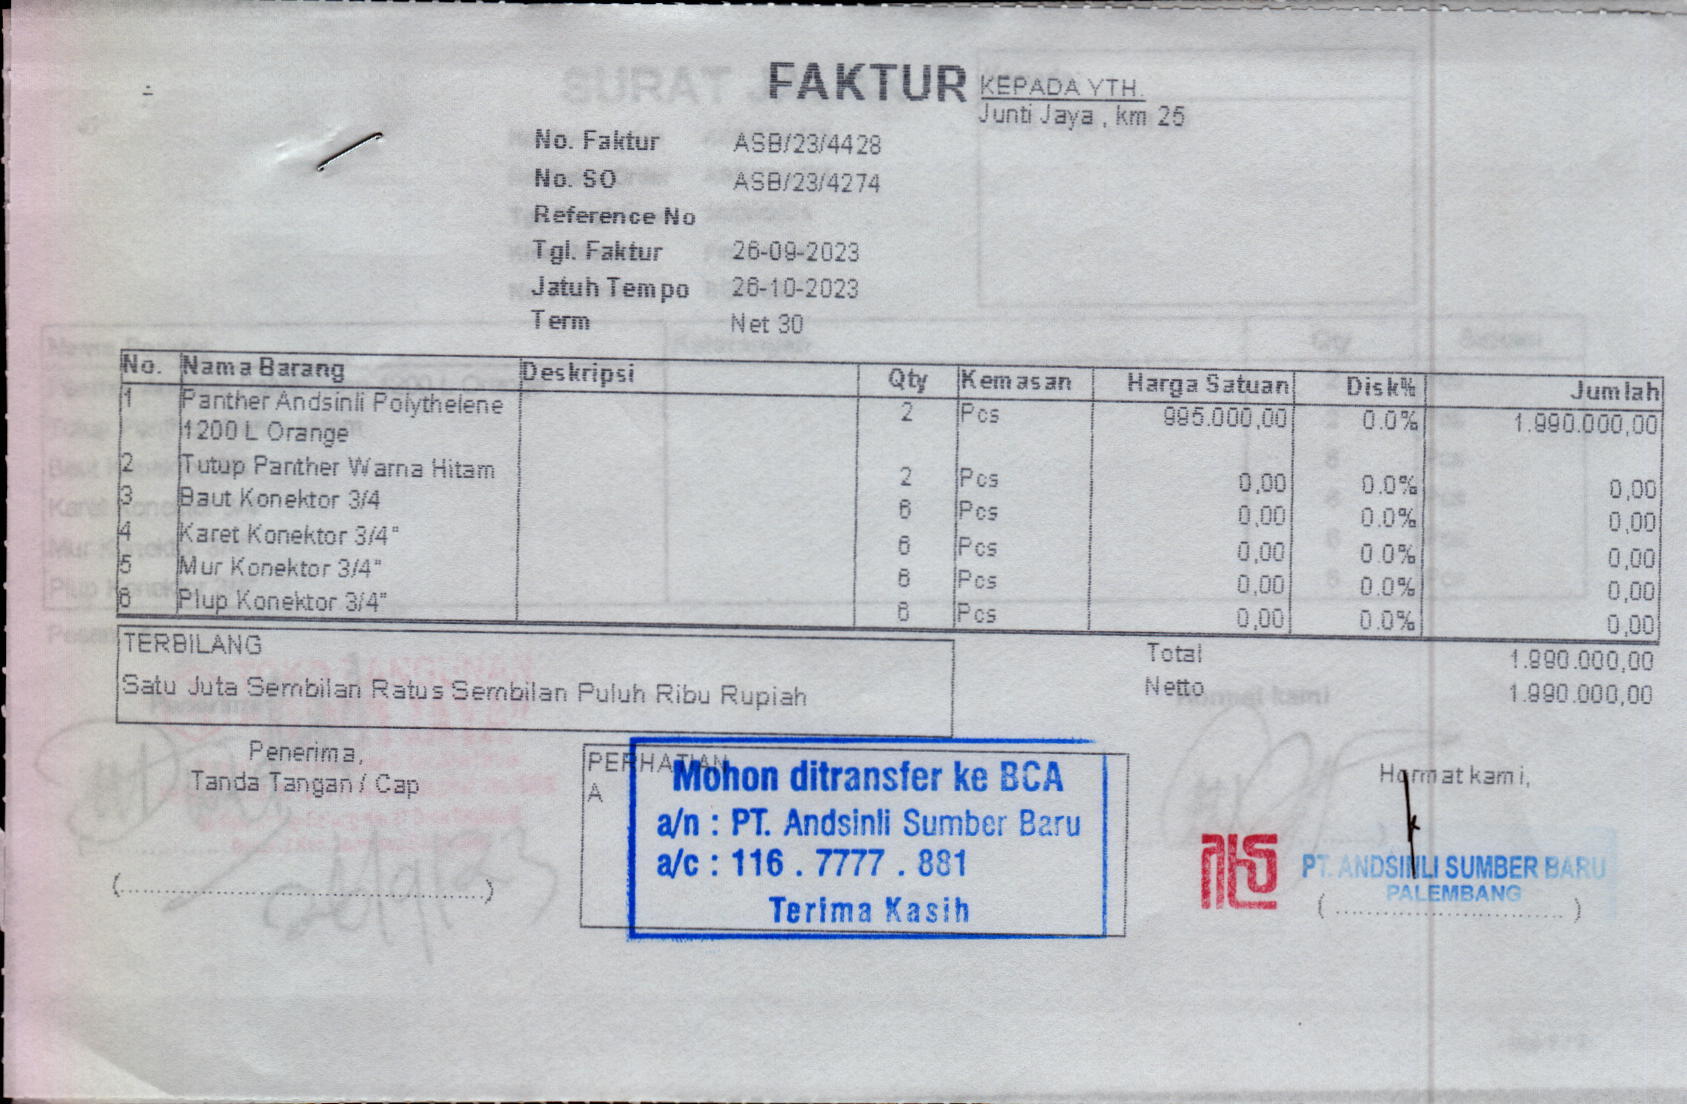 FAKTUR
KEPADA YTH.
Junti Jaya , km 25
No. Faktur ASB/23/4428
No. SO ASB/23/4274
Reference No
Tgl. Faktur 26-09-2023
Jatuh Tempo 26-10-2023
Term Net 30
No. Nama Barang Deskripsi Qty Kemasan Harga Satuan Disk% Jumlah
1 Panther Andsinli Polythelene 2 Pcs 995.000,00 0.0% 1.990.000,00
1200 L Orange
2 Tutup Panther Warna Hitam 2 Pcs 0,00 0.0% 0,00
3 Baut Konektor 3/4 6 Pcs 0,00 0.0% 0,00
4 Karet Konektor 3/4" 6 Pcs 0,00 0.0% 0,00
5 Mur Konektor 3/4" 6 Pcs 0,00 0.0% 0,00
6 Plup Konektor 3/4" 6 Pcs 0,00 0.0% 0,00
TERBILANG
Satu Juta Sembilan Ratus Sembilan Puluh Ribu Rupiah
Total 1.990.000,00
Netto 1.990.000,00
Penerima,
Tanda Tangan / Cap
(..............................................)
PERHATIAN
A
Mohon ditransfer ke BCA
a/n : PT. Andsinli Sumber Baru
a/c : 116 . 7777 . 881
Terima Kasih
Hormat kami,
PT. ANDSINLI SUMBER BARU
PALEMBANG
(..............................)